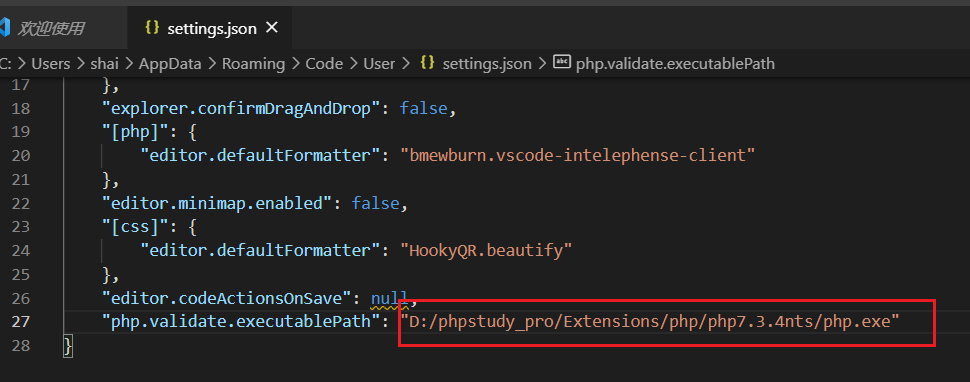 欢迎使用
{} settings.json ×
C: > Users > shai > AppData > Roaming > Code > User > {} settings.json > abc php.validate.executablePath
17 },
18 "explorer.confirmDragAndDrop": false,
19 "[php]": {
20 "editor.defaultFormatter": "bmewburn.vscode-intelephense-client"
21 },
22 "editor.minimap.enabled": false,
23 "[css]": {
24 "editor.defaultFormatter": "HookyQR.beautify"
25 },
26 "editor.codeActionsOnSave": null,
27 "php.validate.executablePath": "D:/phpstudy_pro/Extensions/php/php7.3.4nts/php.exe"
28 }